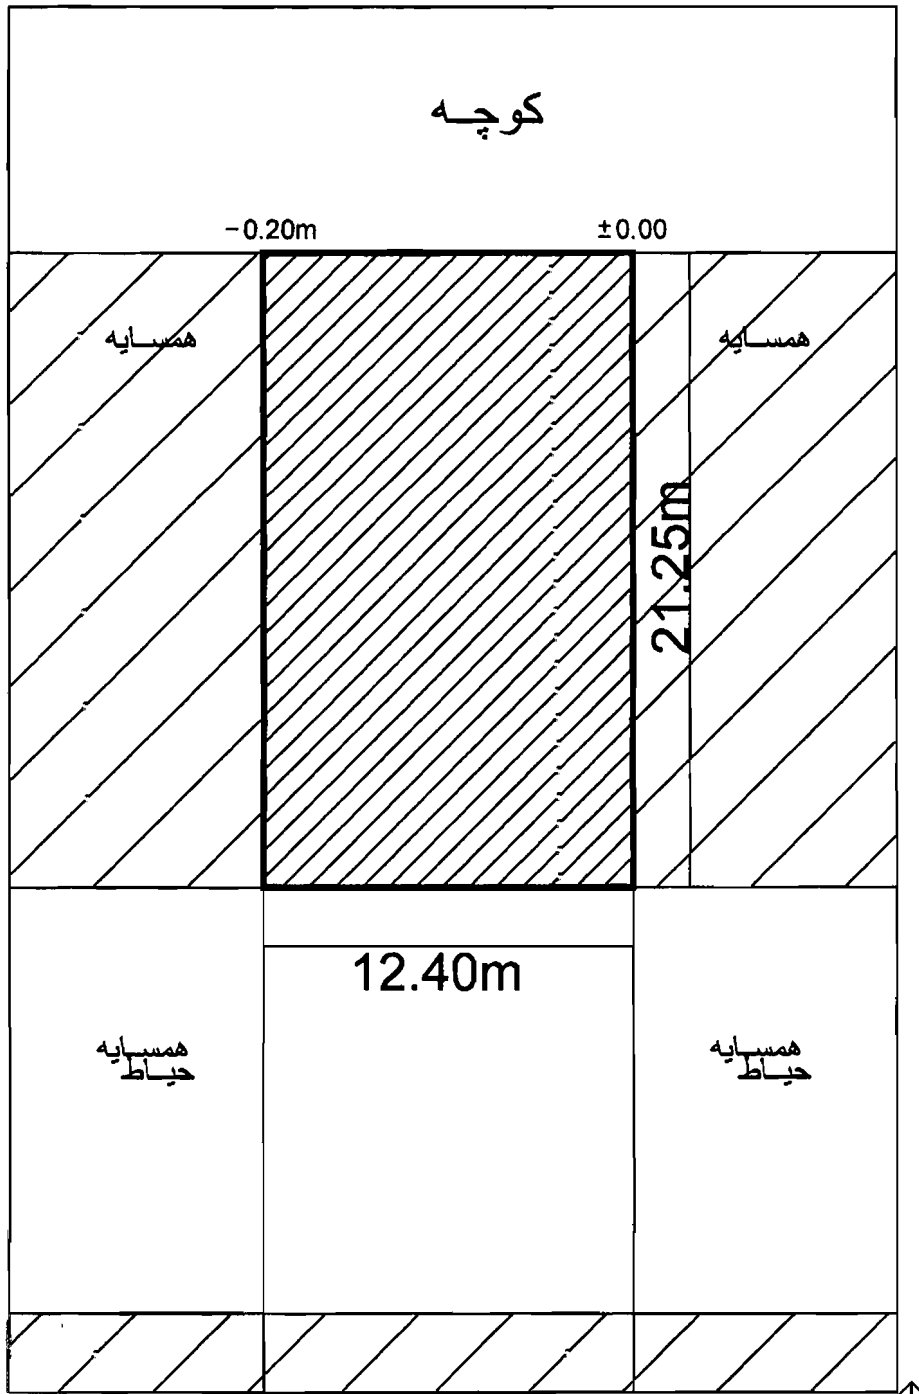 کوچه
-0.20m ±0.00
همسایه همسایه
21.25m
12.40m
همسایه همسایه
حیاط حیاط